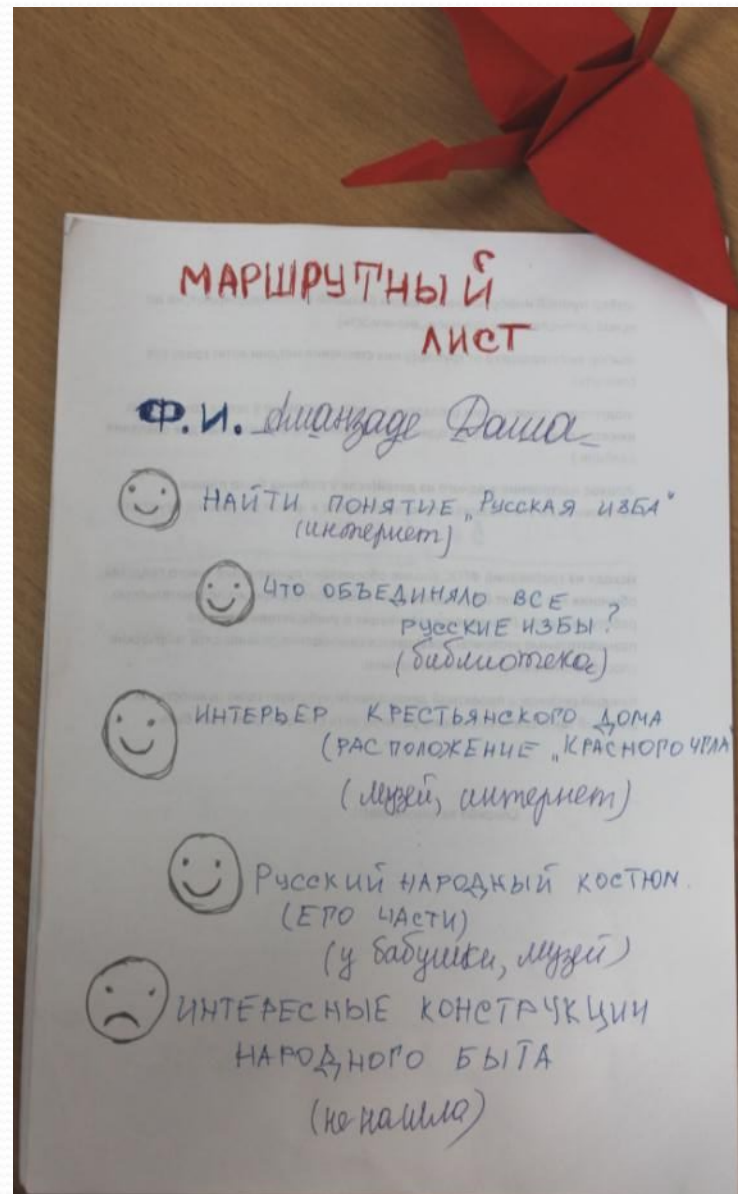 МАРШРУТНЫЙ
ЛИСТ
Ф.И. Даша
НАЙТИ ПОНЯТИЕ „РУССКАЯ ИЗБА"
(интернет)
ЧТО ОБЪЕДИНЯЛО ВСЕ
РУССКИЕ ИЗБЫ?
(библиотека)
ИНТЕРЬЕР КРЕСТЬЯНСКОГО ДОМА
(РАСПОЛОЖЕНИЕ „КРАСНОГО УГЛА"
(музей, интернет)
РУССКИЙ НАРОДНЫЙ КОСТЮМ.
(ЕГО ЧАСТИ)
(у бабушки, музей)
ИНТЕРЕСНЫЕ КОНСТРУКЦИИ
НАРОДНОГО БЫТА
(не нашла)